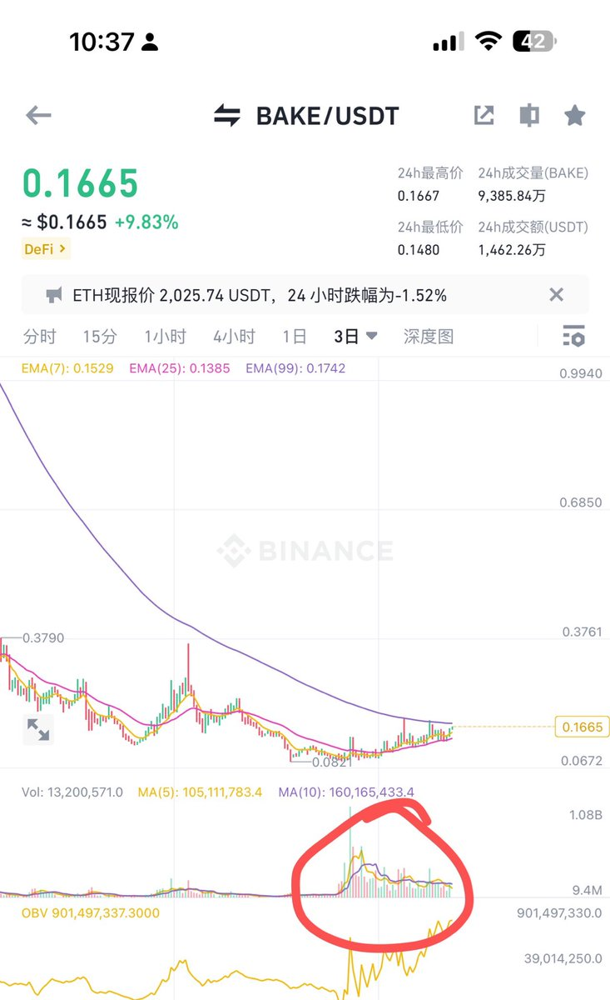 10:37
42
BAKE/USDT
0.1665
≈ $0.1665 +9.83%
DeFi >
24h最高价
0.1667
24h成交量(BAKE)
9,385.84万
24h最低价
0.1480
24h成交额(USDT)
1,462.26万
ETH现报价 2,025.74 USDT，24 小时跌幅为-1.52%
分时 15分 1小时 4小时 1日 3日 深度图
EMA(7): 0.1529 EMA(25): 0.1385 EMA(99): 0.1742
0.9940
0.6850
BINANCE
0.3761
0.3790
0.1665
0.0821
0.0672
Vol: 13,200,571.0 MA(5): 105,111,783.4 MA(10): 160,165,433.4
1.08B
9.4M
OBV 901,497,337.3000
901,497,330.0
39,014,250.0